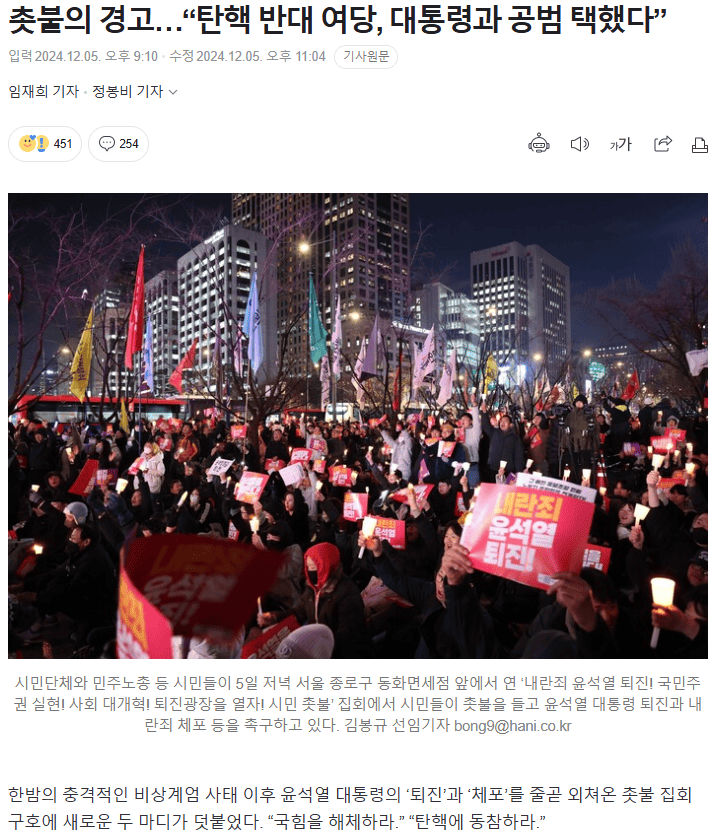 촛불의 경고…“탄핵 반대 여당, 대통령과 공범 택했다”
입력 2024.12.05. 오후 9:10 · 수정 2024.12.05. 오후 11:04 기사원문
임재희 기자 · 정봉비 기자
451 254 가가
내란죄
윤석열
퇴진!
내란죄
윤석열
시민단체와 민주노총 등 시민들이 5일 저녁 서울 종로구 동화면세점 앞에서 연 ‘내란죄 윤석열 퇴진! 국민주
권 실현! 사회 대개혁! 퇴진광장을 열자! 시민 촛불’ 집회에서 시민들이 촛불을 들고 윤석열 대통령 퇴진과 내
란죄 체포 등을 촉구하고 있다. 김봉규 선임기자 bong9@hani.co.kr
한밤의 충격적인 비상계엄 사태 이후 윤석열 대통령의 ‘퇴진’과 ‘체포’를 줄곧 외쳐온 촛불 집회
구호에 새로운 두 마디가 덧붙었다. “국힘을 해체하라.” “탄핵에 동참하라.”